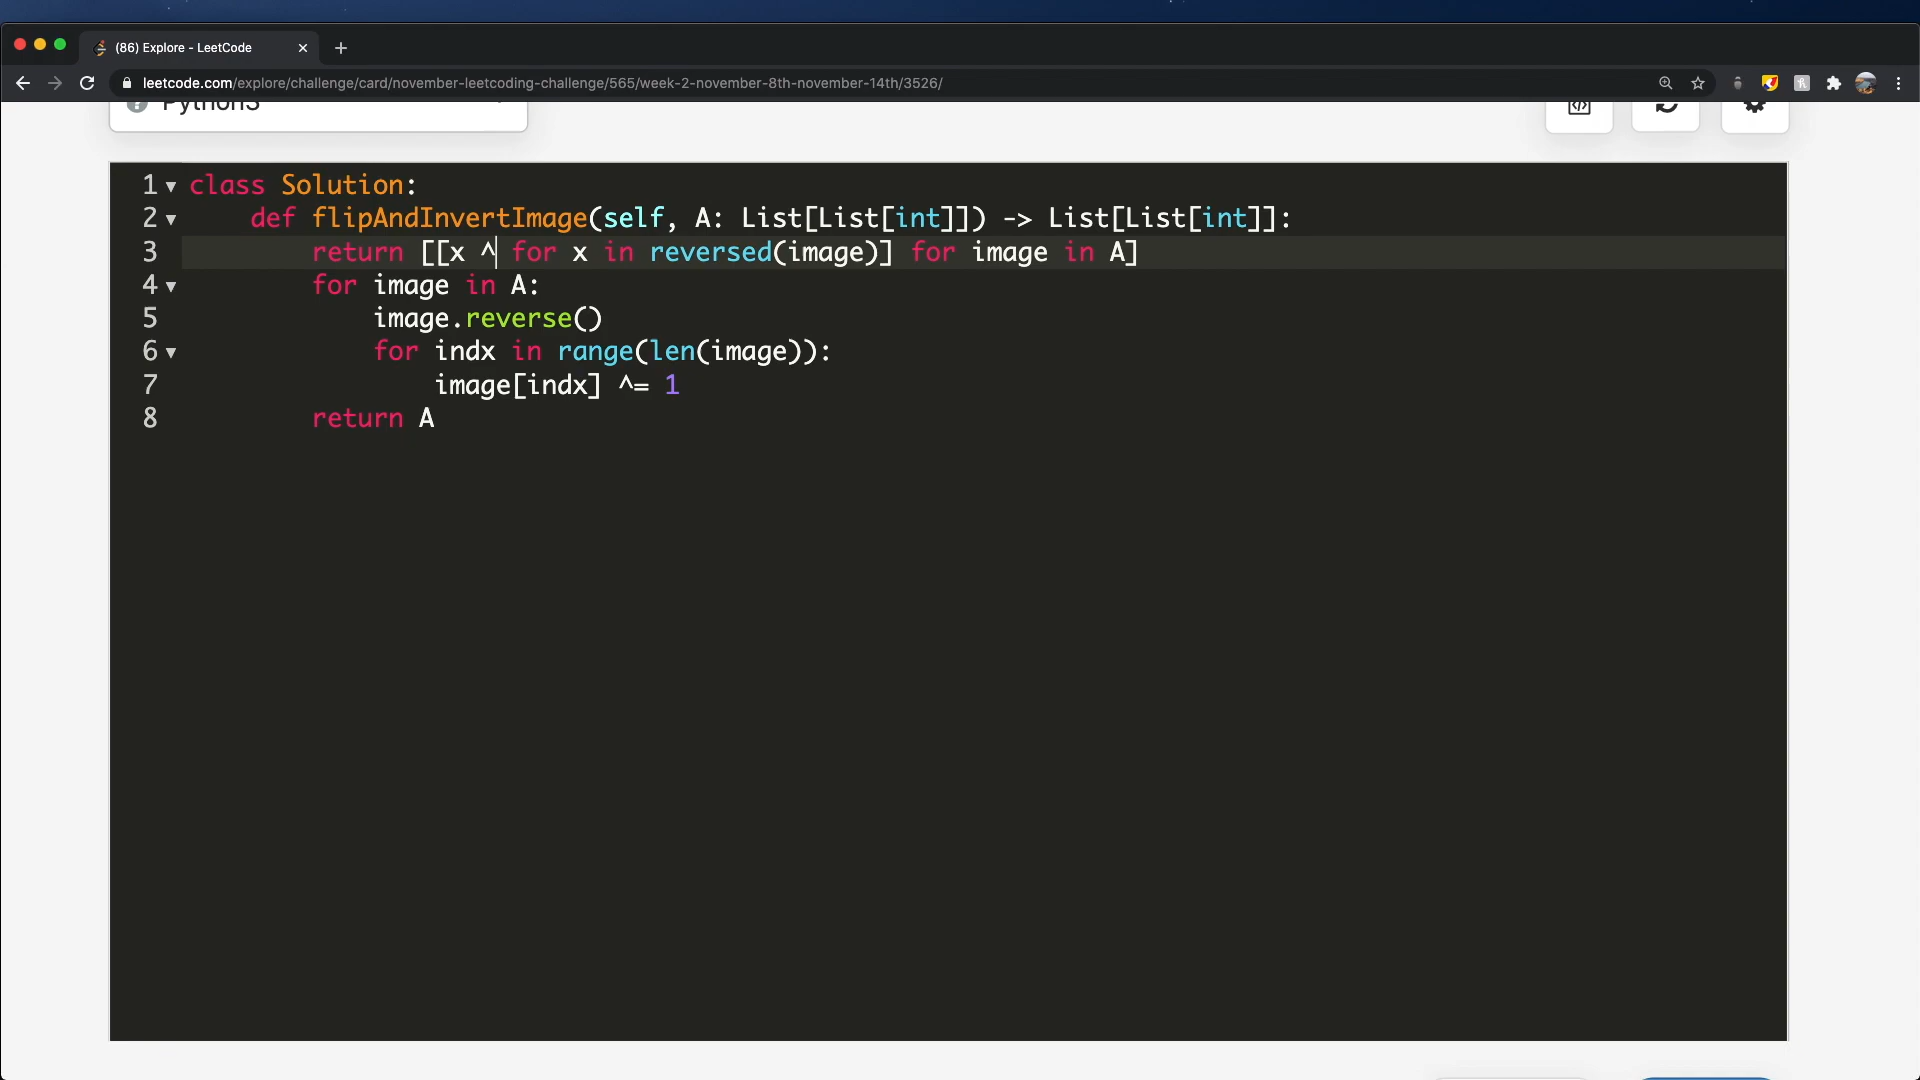 (86) Explore - LeetCode
leetcode.com/explore/challenge/card/november-leetcoding-challenge/565/week-2-november-8th-november-14th/3526/
Python3
1 class Solution:
2 def flipAndInvertImage(self, A: List[List[int]]) -> List[List[int]]:
3 return [[x ^ for x in reversed(image)] for image in A]
4 for image in A:
5 image.reverse()
6 for indx in range(len(image)):
7 image[indx] ^= 1
8 return A